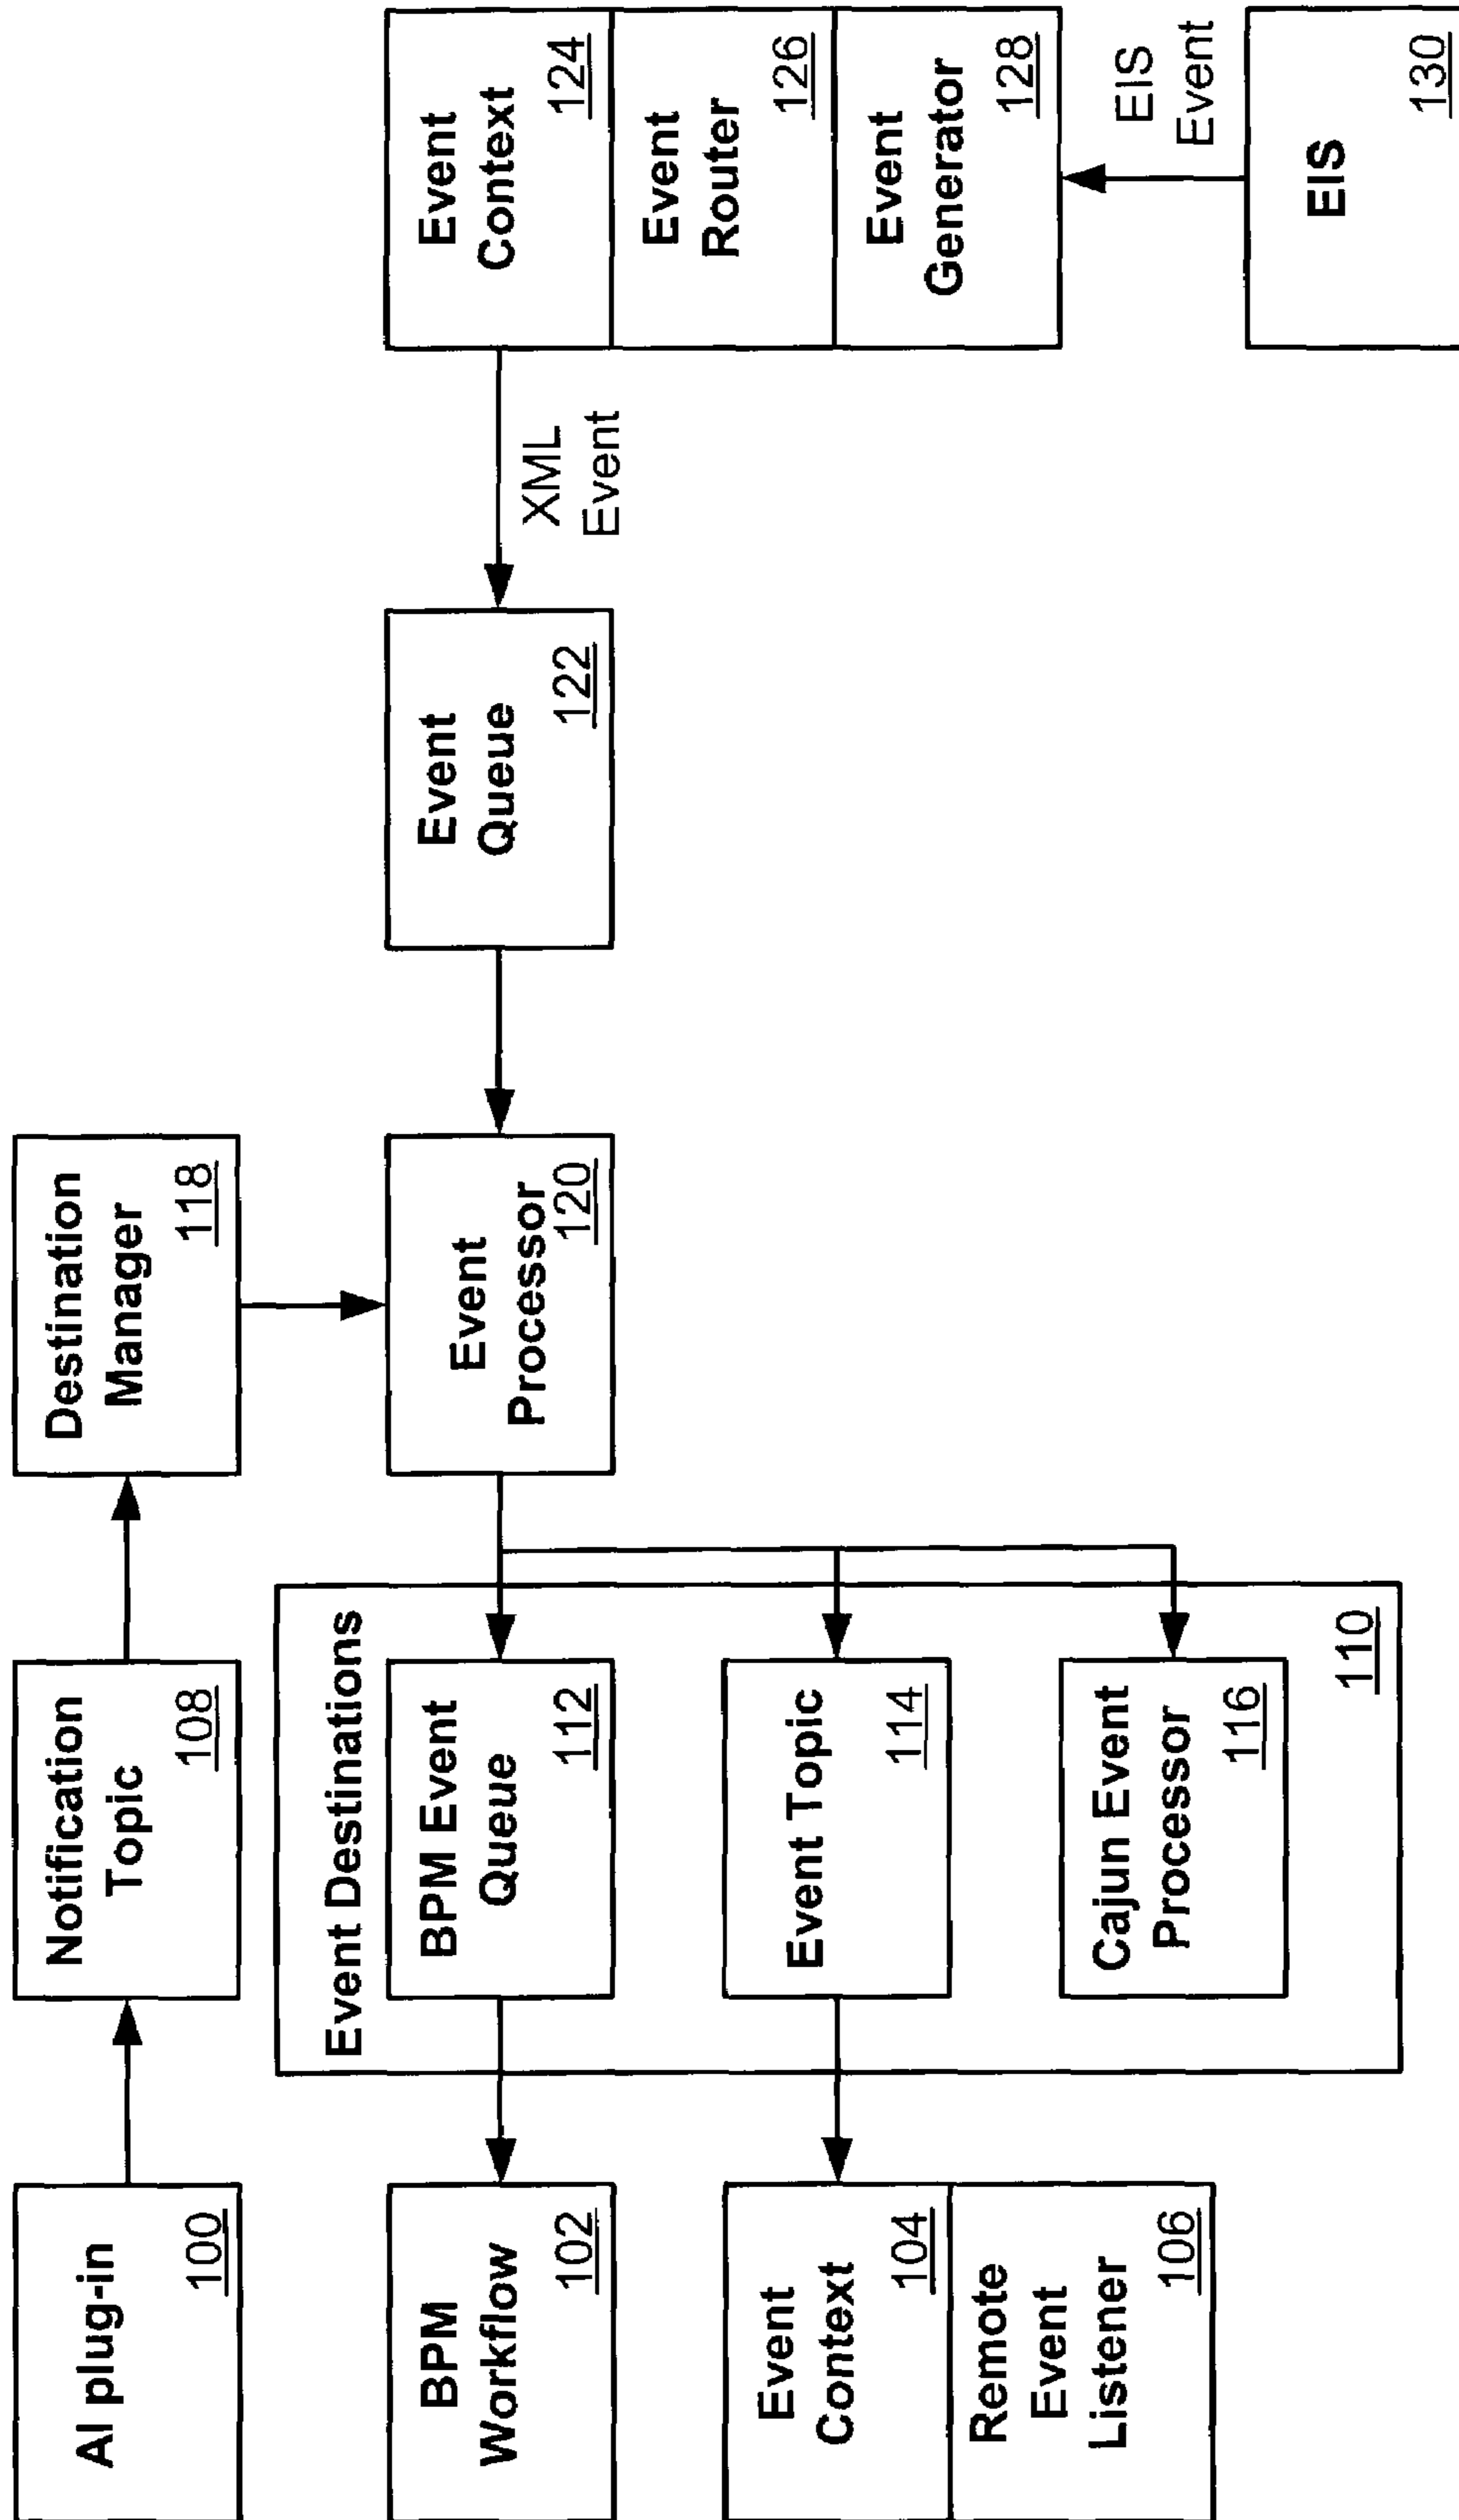 AI plug-in
100
Notification
Topic
108
Destination
Manager
118
BPM
Workflow
102
Event Destinations
BPM Event
Queue
112
Event
Processor
120
Event
Queue
122
XML
Event
Event
Context
124
Event
Router
126
Event
Generator
128
Event
Context
104
Remote
Event
Listener
106
Event Topic
114
Cajun Event
Processor
116
110
EIS
Event
EIS
130